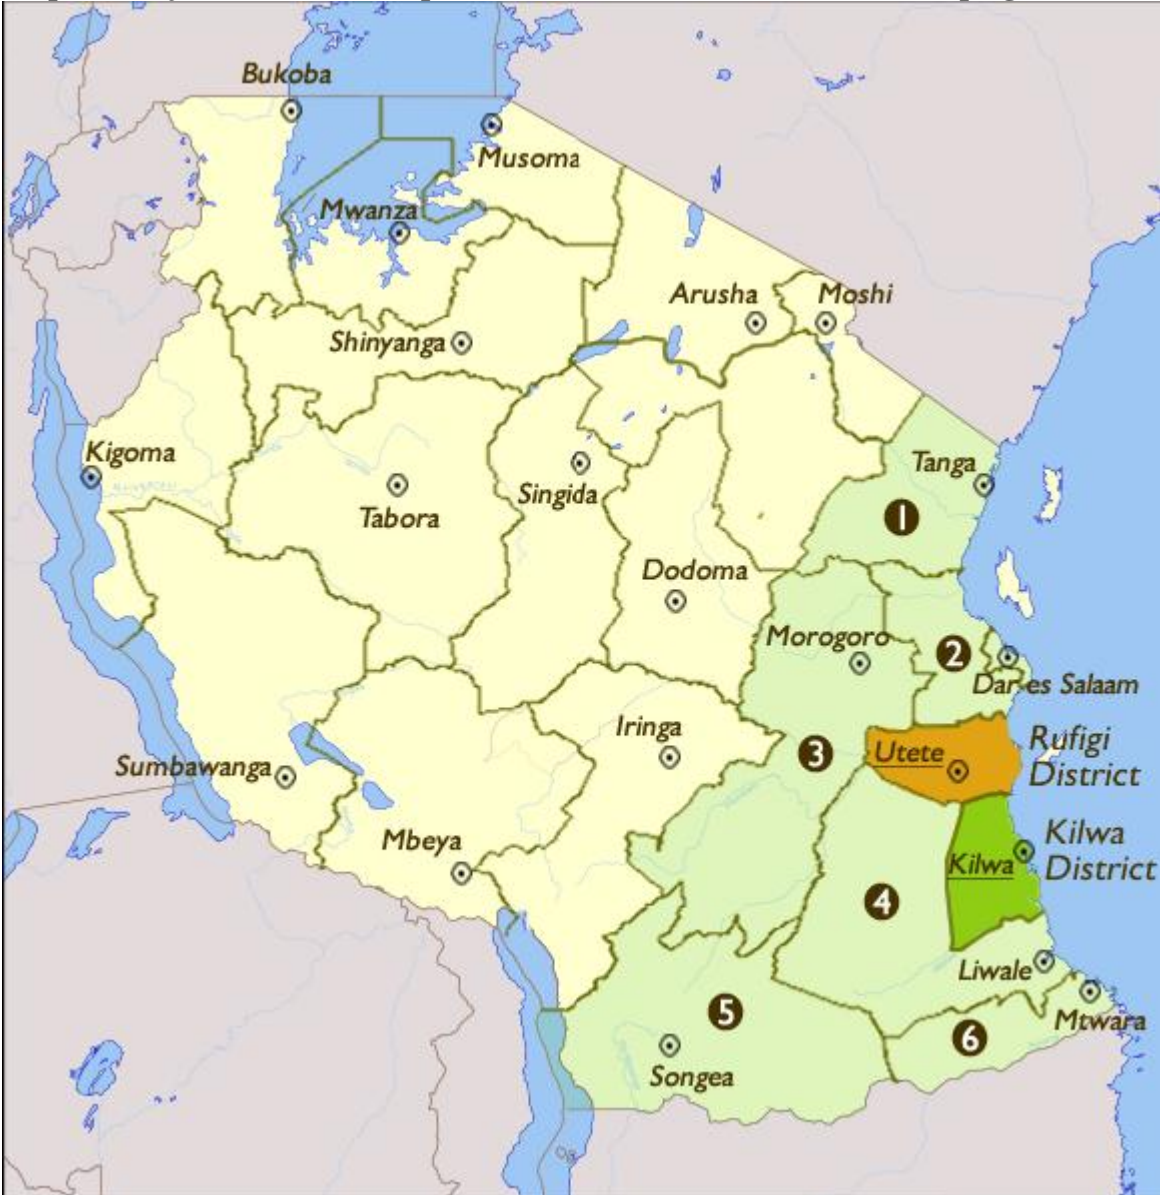 Bukoba
Musoma
Mwanza
Arusha
Moshi
Shinyanga
Kigoma
Tanga
Singida
Tabora
1
Dodoma
Morogoro
2
Dar es Salaam
Iringa
3
Utete
Rufigi
District
Sumbawanga
Mbeya
Kilwa
District
Kilwa
4
Liwale
5
Mtwara
6
Songea